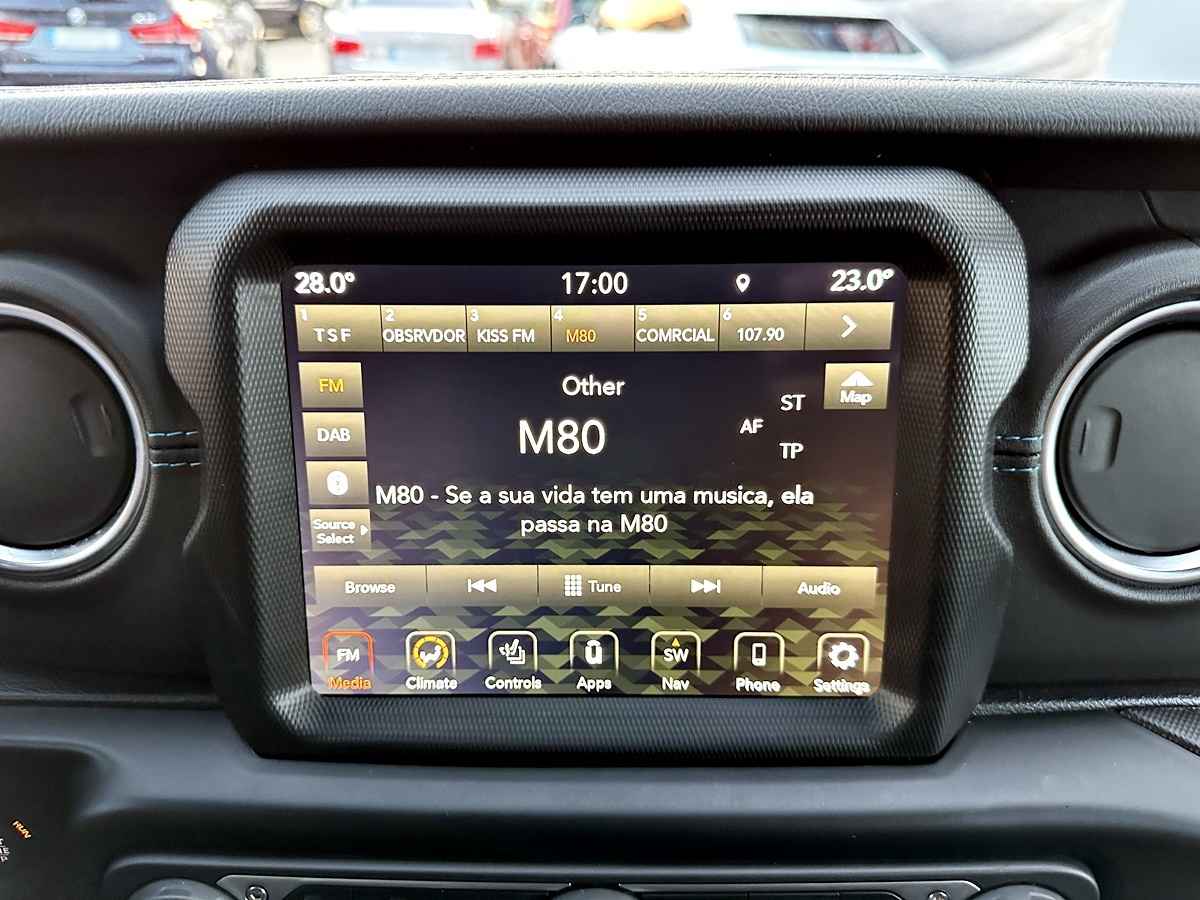 28.0° 17:00 23.0°
1 TSF 2 OBSRVDOR 3 KISS FM 4 M80 5 COMRCIAL 6 107.90
FM Other Map
ST
DAB M80 AF
TP
M80 - Se a sua vida tem uma musica, ela
passa na M80
Source
Select
Browse Tune Audio
FM SW
Media Climate Controls Apps Nav Phone Settings
RUN